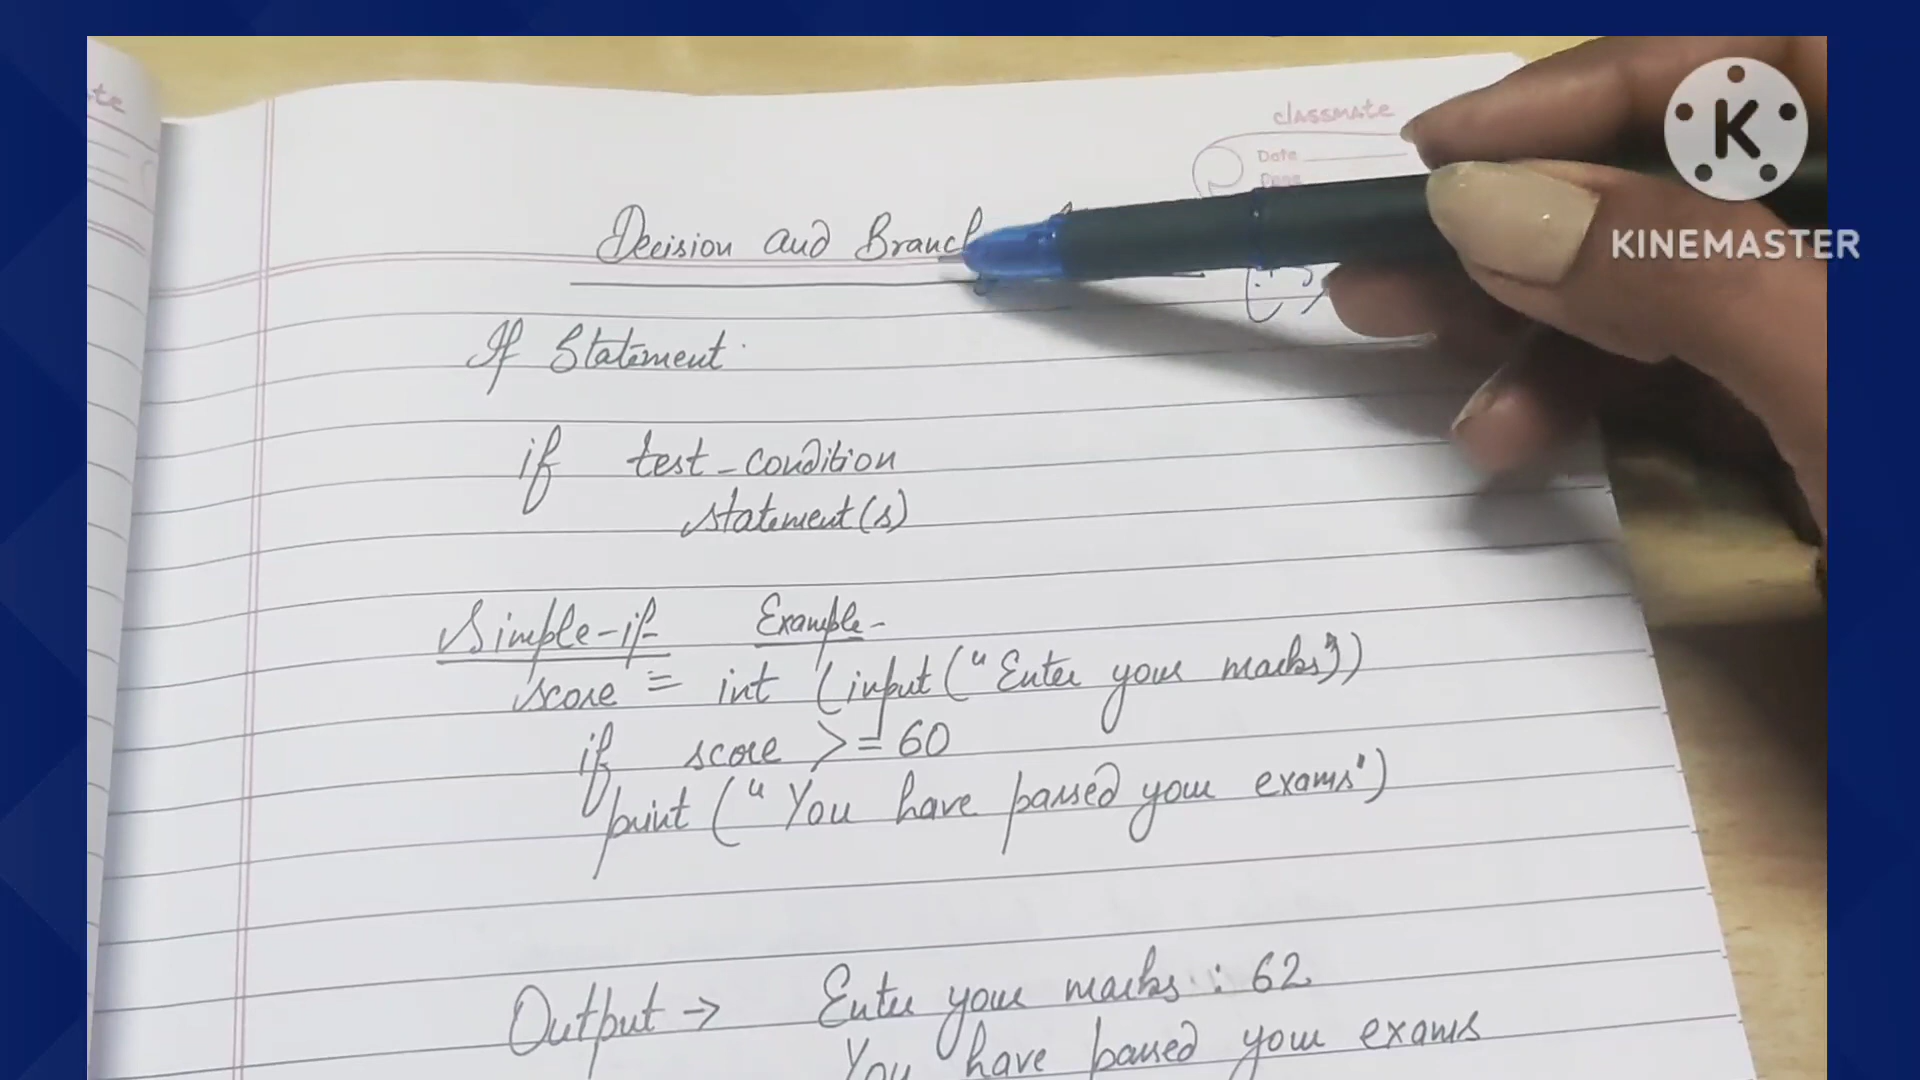 te
classmate
Date
Page
Decision and Branch
If Statement
if test_condition
statement(s)
Simple-if Example-
score = int (input("Enter your marks"))
if score >= 60
print ("You have passed your exams")
Output → Enter your marks : 62
You have passed your exams
K
KINEMASTER